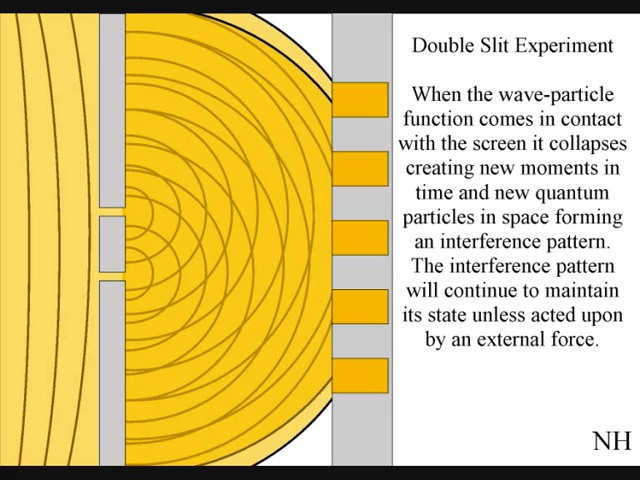 Double Slit Experiment
When the wave-particle
function comes in contact
with the screen it collapses
creating new moments in
time and new quantum
particles in space forming
an interference pattern.
The interference pattern
will continue to maintain
its state unless acted upon
by an external force.
NH